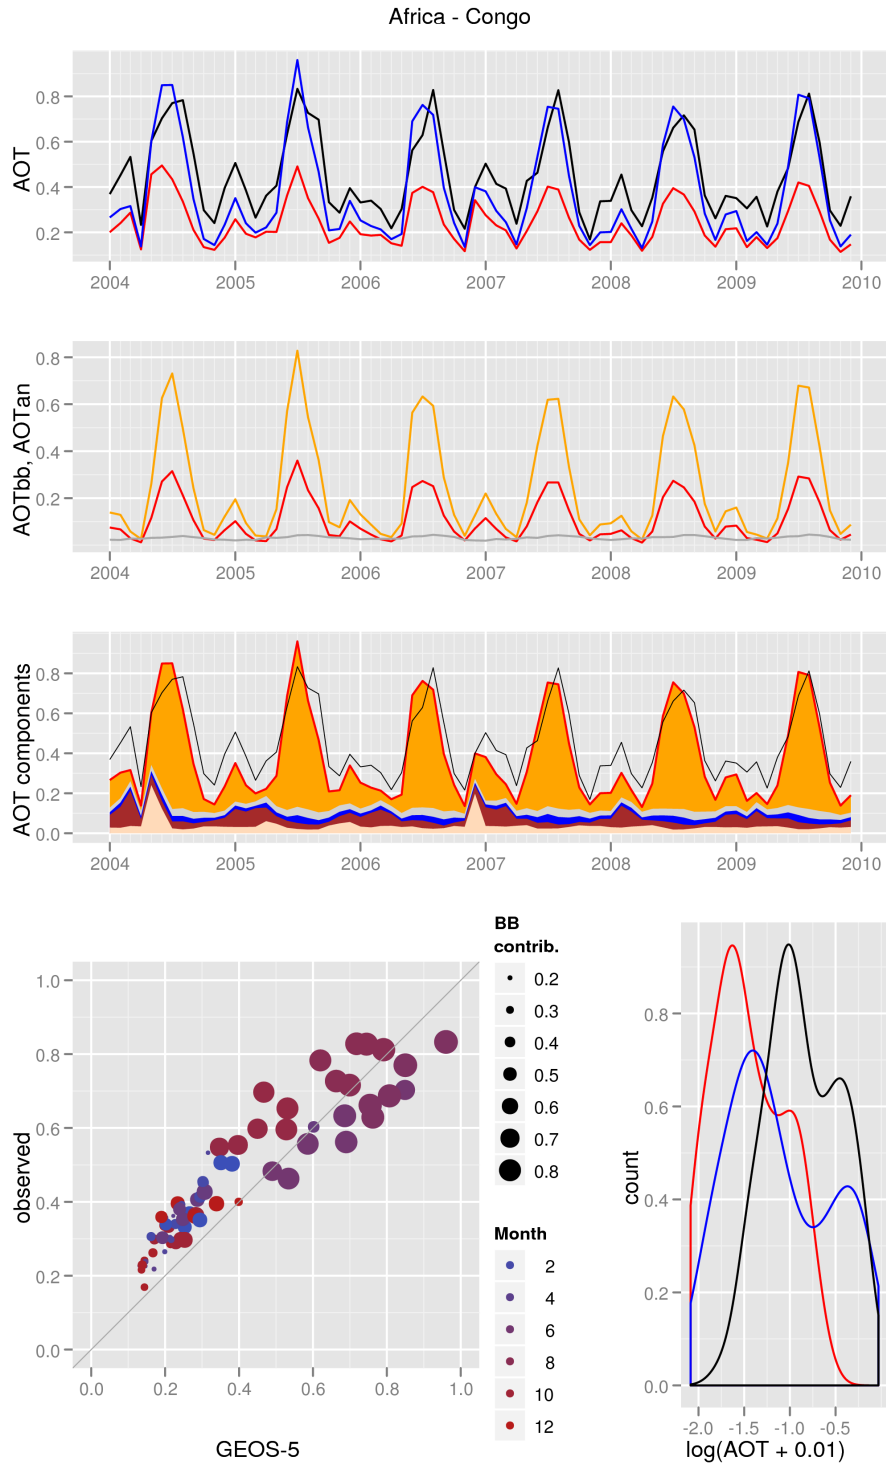 Africa - Congo
AOT
0.8
0.6
0.4
0.2
2004 2005 2006 2007 2008 2009 2010
AOTbb, AOTan
0.8
0.6
0.4
0.2
2004 2005 2006 2007 2008 2009 2010
AOT components
0.8
0.6
0.4
0.2
0.0
2004 2005 2006 2007 2008 2009 2010
observed
1.0
0.8
0.6
0.4
0.2
0.0
0.0 0.2 0.4 0.6 0.8 1.0
GEOS-5
BB
contrib.
0.2
0.3
0.4
0.5
0.6
0.7
0.8
Month
2
4
6
8
10
12
count
0.8
0.6
0.4
0.2
0.0
-2.0 -1.5 -1.0 -0.5
log(AOT + 0.01)